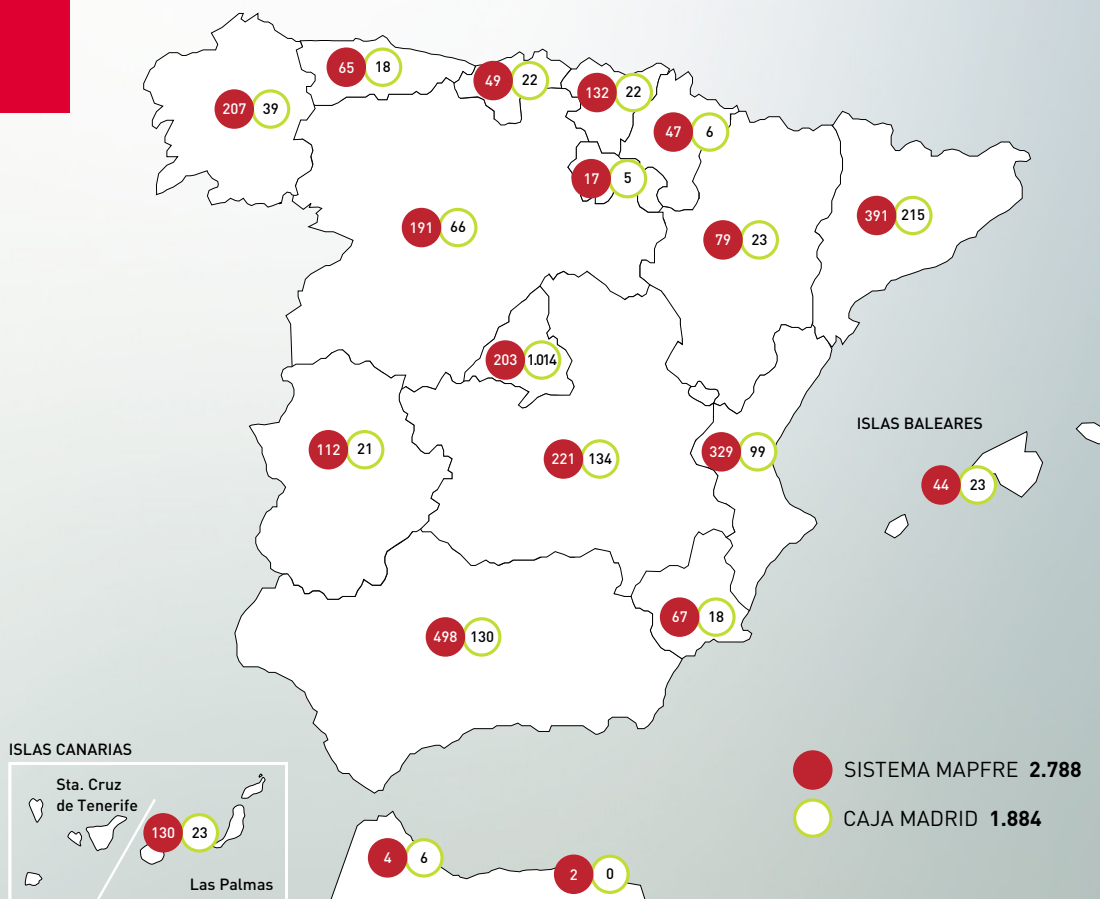 65 18
49 22
132 22
207 39
47 6
17 5
391 215
191 66
79 23
203 1.014
ISLAS BALEARES
112 21
221 134
329 99
44 23
67 18
498 130
ISLAS CANARIAS
Sta. Cruz
de Tenerife
130 23
Las Palmas
4 6
2 0
SISTEMA MAPFRE 2.788
CAJA MADRID 1.884